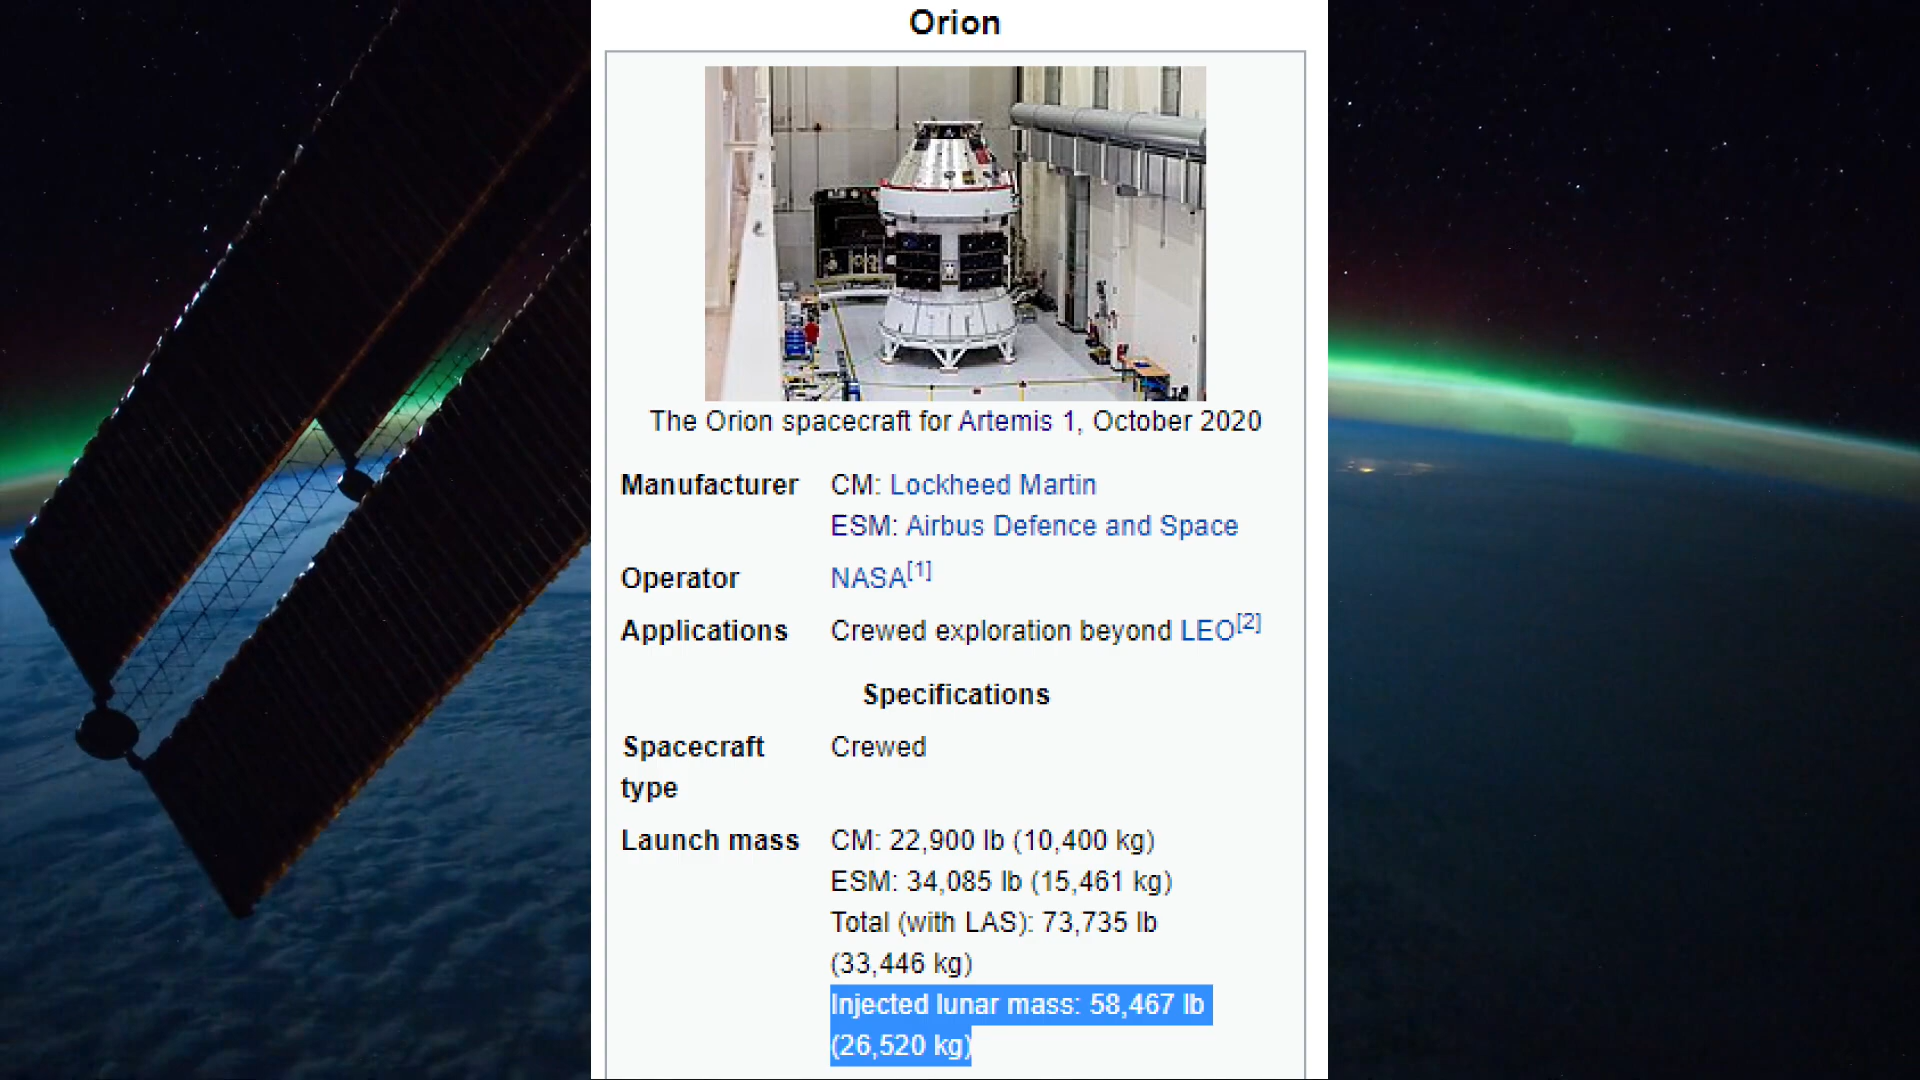 Orion
The Orion spacecraft for Artemis 1, October 2020
Manufacturer CM: Lockheed Martin
ESM: Airbus Defence and Space
Operator NASA[1]
Applications Crewed exploration beyond LEO[2]
Specifications
Spacecraft type Crewed
Launch mass CM: 22,900 lb (10,400 kg)
ESM: 34,085 lb (15,461 kg)
Total (with LAS): 73,735 lb
(33,446 kg)
Injected lunar mass: 58,467 lb
(26,520 kg)